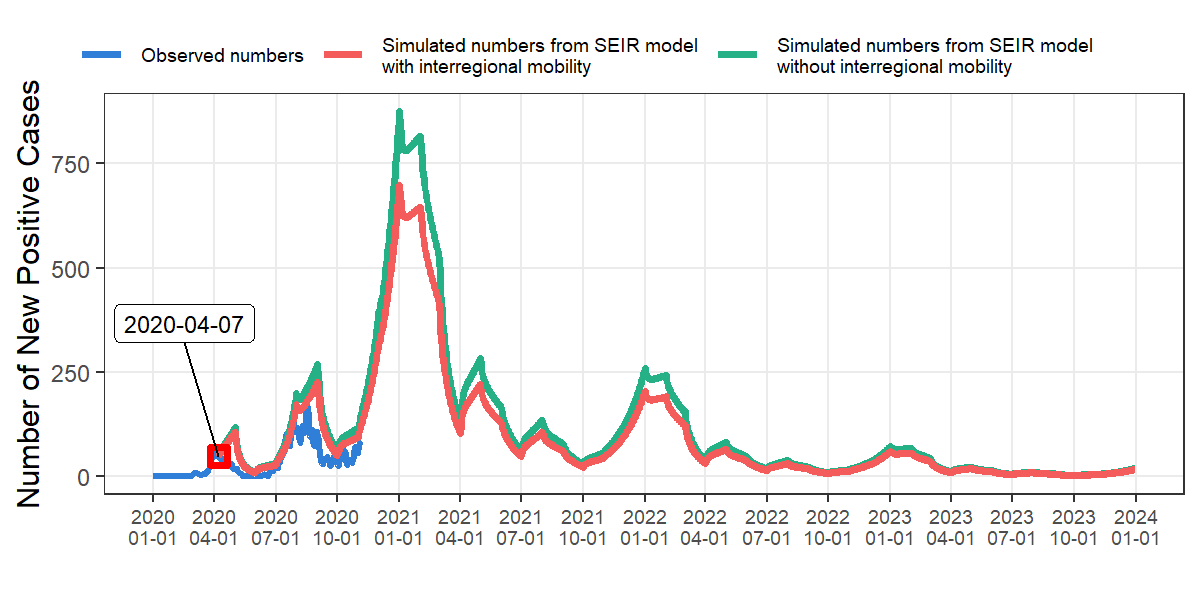 Observed numbers
Simulated numbers from SEIR model
with interregional mobility
Simulated numbers from SEIR model
without interregional mobility
Number of New Positive Cases
750
500
250
0
2020-04-07
2020 2020 2020 2020 2021 2021 2021 2021 2022 2022 2022 2022 2023 2023 2023 2023 2024
01-01 04-01 07-01 10-01 01-01 04-01 07-01 10-01 01-01 04-01 07-01 10-01 01-01 04-01 07-01 10-01 01-01